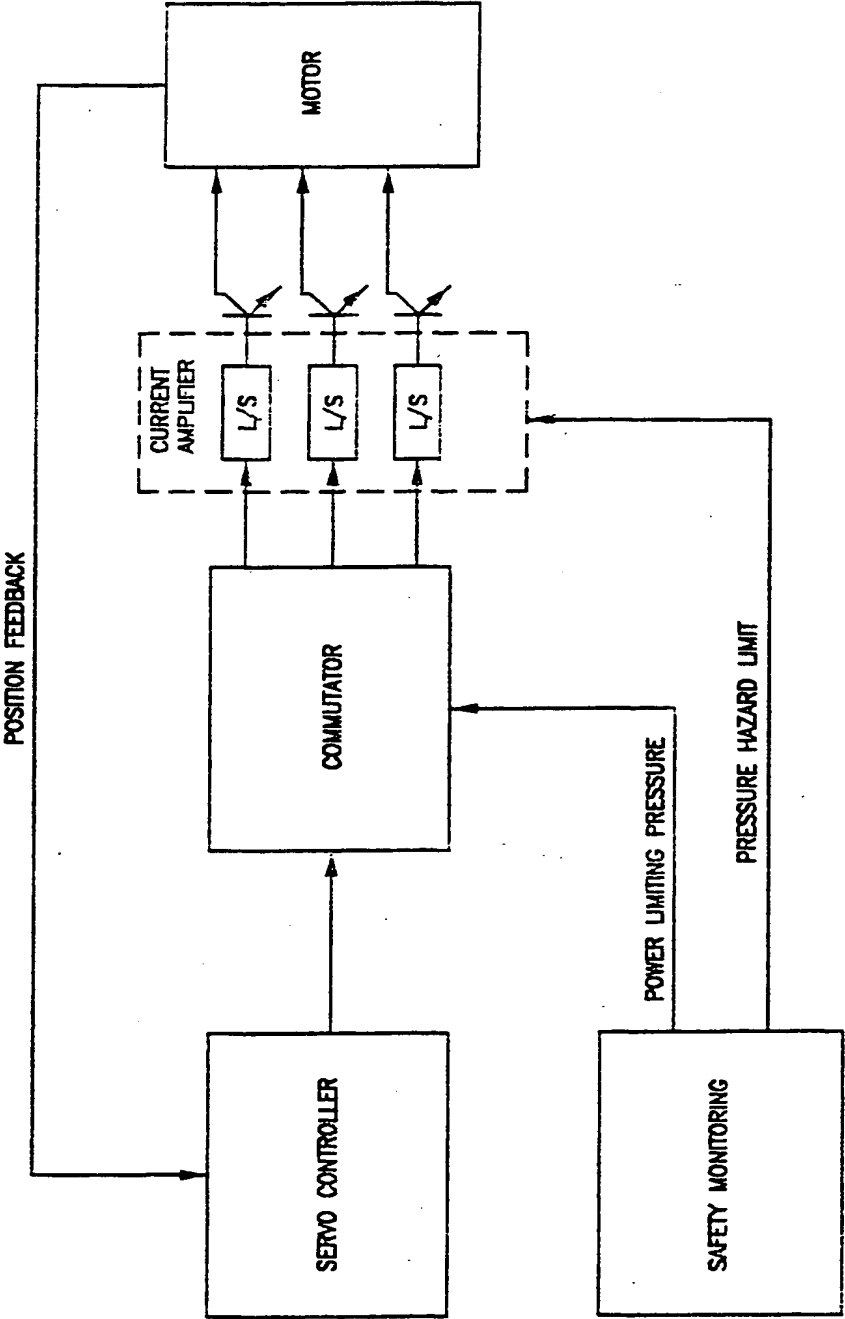 POSITION FEEDBACK
SERVO CONTROLLER
COMMUTATOR
CURRENT
AMPLIFIER
L/S
L/S
L/S
MOTOR
SAFETY MONITORING
POWER LIMITING PRESSURE
PRESSURE HAZARD LIMIT